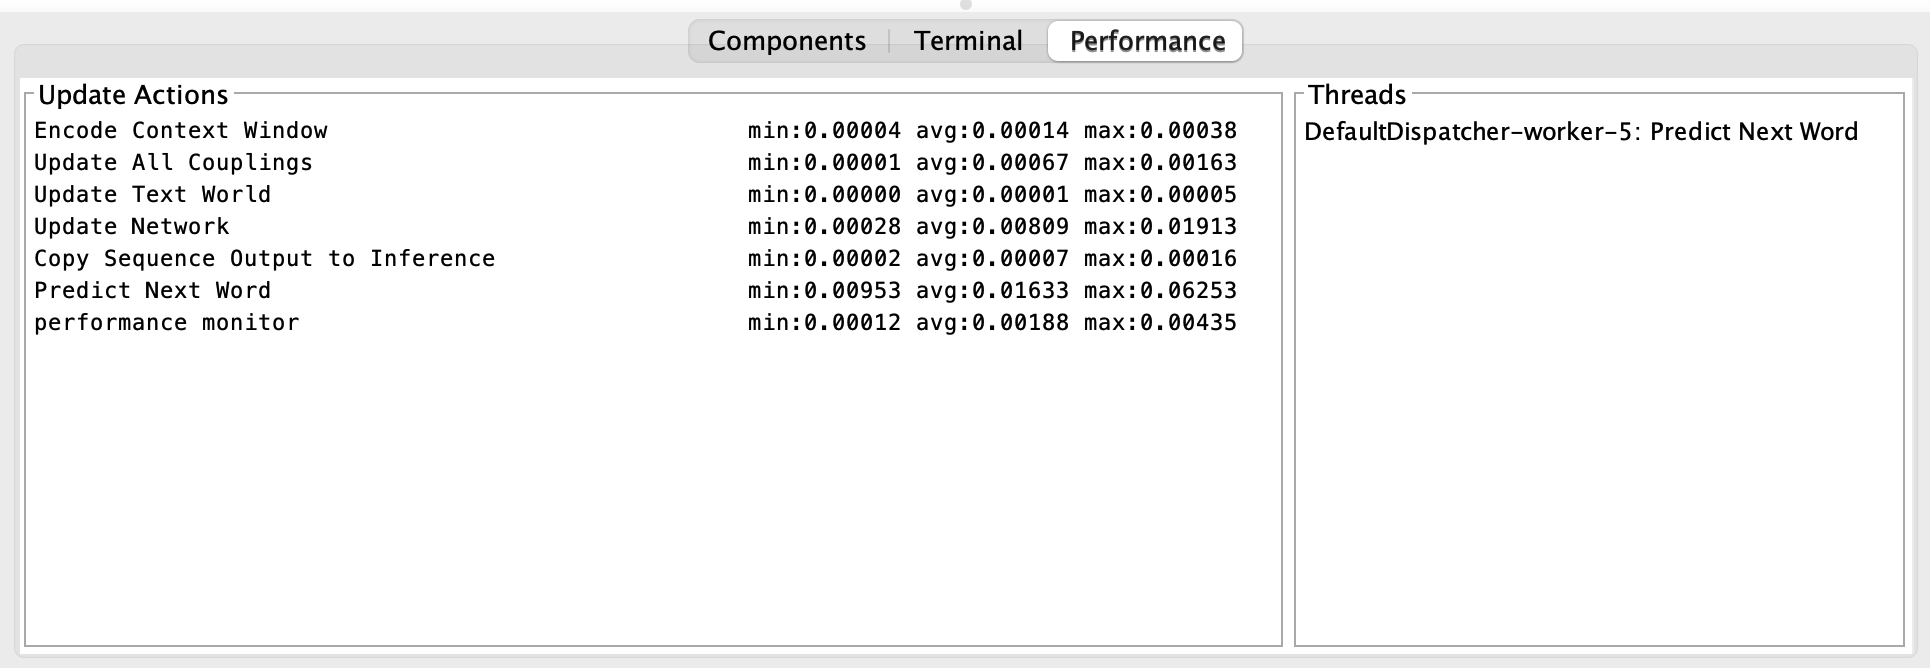 Components Terminal Performance
Update Actions
Encode Context Window min:0.00004 avg:0.00014 max:0.00038
Update All Couplings min:0.00001 avg:0.00067 max:0.00163
Update Text World min:0.00000 avg:0.00001 max:0.00005
Update Network min:0.00028 avg:0.00809 max:0.01913
Copy Sequence Output to Inference min:0.00002 avg:0.00007 max:0.00016
Predict Next Word min:0.00953 avg:0.01633 max:0.06253
performance monitor min:0.00012 avg:0.00188 max:0.00435
Threads
DefaultDispatcher-worker-5: Predict Next Word